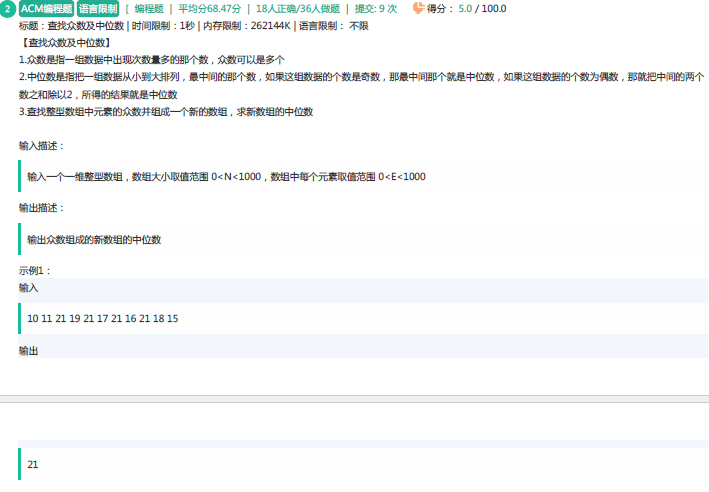 2 ACM编程题 语言限制 [ 编程题 | 平均分68.47分 | 18人正确/36人做题 | 提交: 9 次 得分： 5.0 / 100.0
标题：查找众数及中位数 | 时间限制：1秒 | 内存限制：262144K | 语言限制： 不限
【查找众数及中位数】
1.众数是指一组数据中出现次数量多的那个数，众数可以是多个
2.中位数是指把一组数据从小到大排列，最中间的那个数，如果这组数据的个数是奇数，那最中间那个就是中位数，如果这组数据的个数为偶数，那就把中间的两个
数之和除以2，所得的结果就是中位数
3.查找整型数组中元素的众数并组成一个新的数组，求新数组的中位数
输入描述：
输入一个一维整型数组，数组大小取值范围 0<N<1000，数组中每个元素取值范围 0<E<1000
输出描述：
输出众数组成的新数组的中位数
示例1：
输入
10 11 21 19 21 17 21 16 21 18 15
输出
21